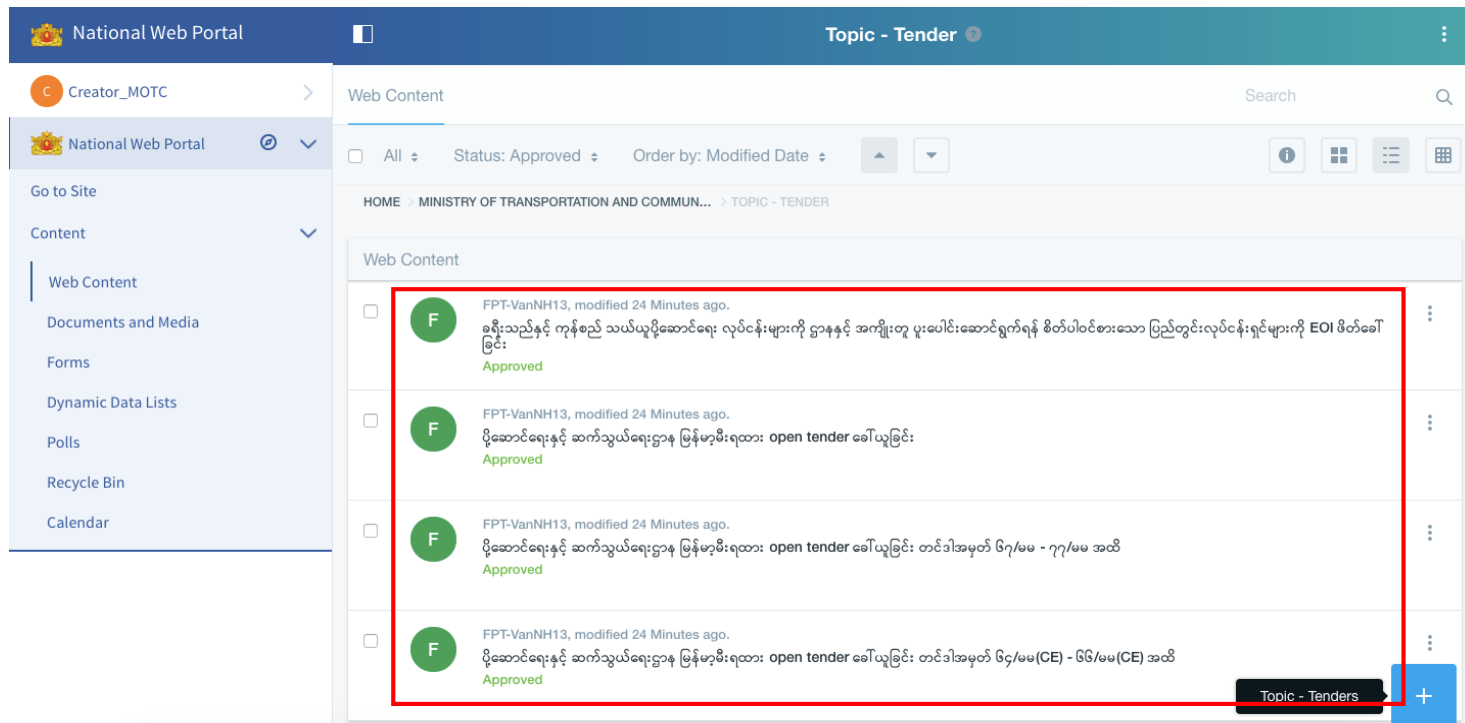 National Web Portal
Topic - Tender
C
Creator_MOTC
National Web Portal
Go to Site
Content
Web Content
Documents and Media
Forms
Dynamic Data Lists
Polls
Recycle Bin
Calendar
Web Content
Search
All
Status: Approved
Order by: Modified Date
HOME
MINISTRY OF TRANSPORTATION AND COMMUN...
TOPIC - TENDER
Web Content
F
FPT-VanNH13, modified 24 Minutes ago.
ခရီးသည်နှင့် ကုန်စည် သယ်ယူပို့ဆောင်ရေး လုပ်ငန်းများကို ဌာနနှင့် အကျိုးတူ ပူးပေါင်းဆောင်ရွက်ရန် စိတ်ပါဝင်စားသော ပြည်တွင်းလုပ်ငန်းရှင်များကို EOI ဖိတ်ခေါ်
ခြင်း
Approved
F
FPT-VanNH13, modified 24 Minutes ago.
ပို့ဆောင်ရေးနှင့် ဆက်သွယ်ရေးဌာန မြန်မာ့မီးရထား open tender ခေါ်ယူခြင်း
Approved
F
FPT-VanNH13, modified 24 Minutes ago.
ပို့ဆောင်ရေးနှင့် ဆက်သွယ်ရေးဌာန မြန်မာ့မီးရထား open tender ခေါ်ယူခြင်း တင်ဒါအမှတ် ၆၇/မမ - ၇၇/မမ အထိ
Approved
F
FPT-VanNH13, modified 24 Minutes ago.
ပို့ဆောင်ရေးနှင့် ဆက်သွယ်ရေးဌာန မြန်မာ့မီးရထား open tender ခေါ်ယူခြင်း တင်ဒါအမှတ် ၆၄/မမ(CE) - ၆၆/မမ(CE) အထိ
Approved
Topic - Tenders